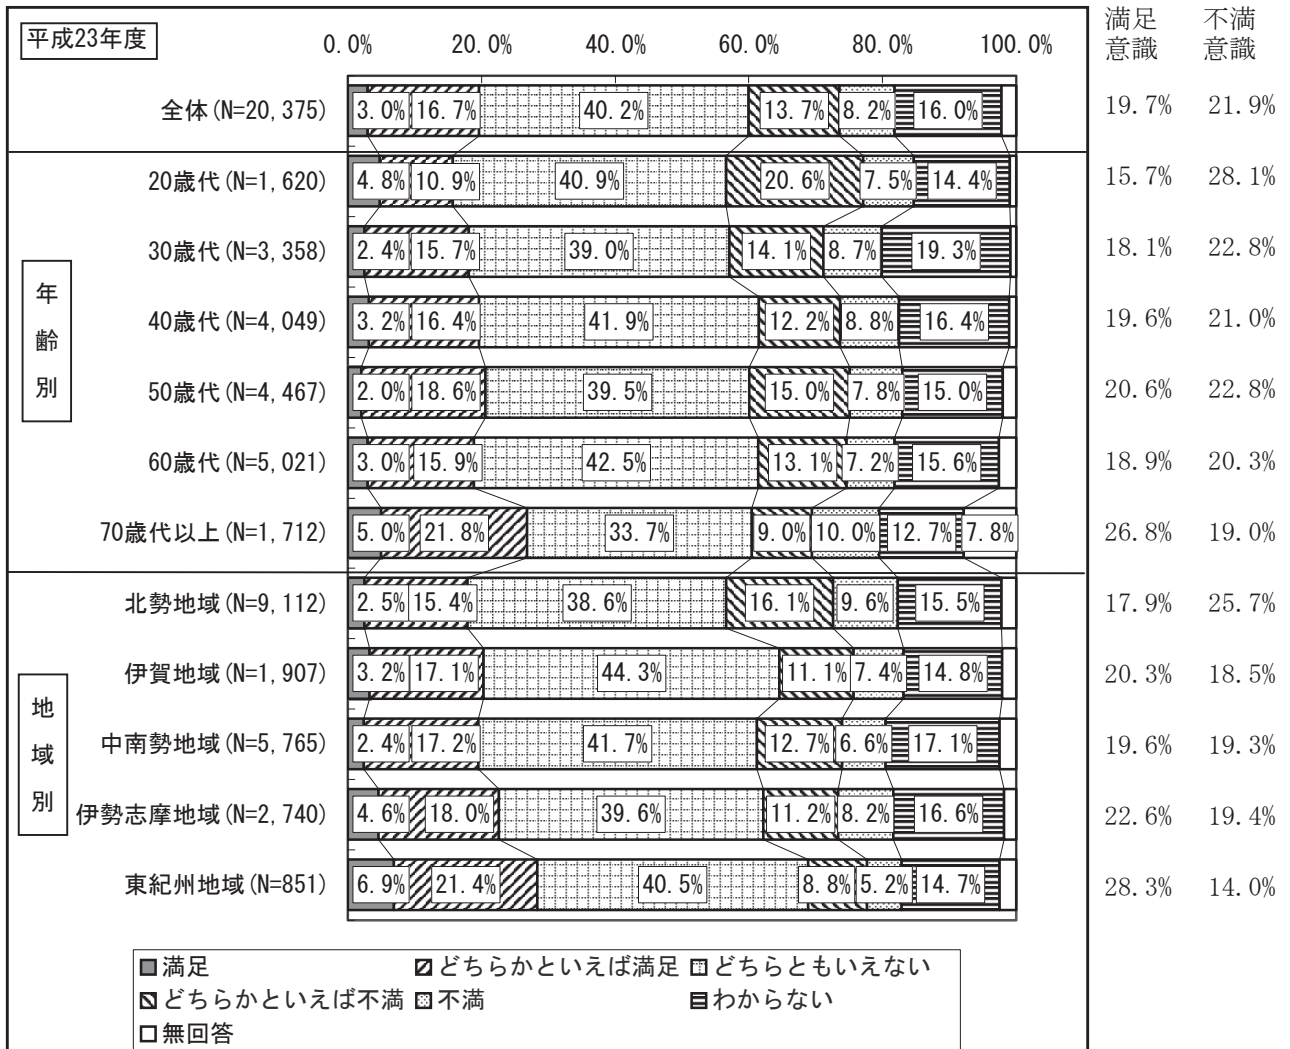 平成23年度
0.0% 20.0% 40.0% 60.0% 80.0% 100.0%
満足意識 不満意識
全体(N=20,375) 3.0% 16.7% 40.2% 13.7% 8.2% 16.0% 19.7% 21.9%
年齢別
20歳代(N=1,620) 4.8% 10.9% 40.9% 20.6% 7.5% 14.4% 15.7% 28.1%
30歳代(N=3,358) 2.4% 15.7% 39.0% 14.1% 8.7% 19.3% 18.1% 22.8%
40歳代(N=4,049) 3.2% 16.4% 41.9% 12.2% 8.8% 16.4% 19.6% 21.0%
50歳代(N=4,467) 2.0% 18.6% 39.5% 15.0% 7.8% 15.0% 20.6% 22.8%
60歳代(N=5,021) 3.0% 15.9% 42.5% 13.1% 7.2% 15.6% 18.9% 20.3%
70歳代以上(N=1,712) 5.0% 21.8% 33.7% 9.0% 10.0% 12.7% 7.8% 26.8% 19.0%
地域別
北勢地域(N=9,112) 2.5% 15.4% 38.6% 16.1% 9.6% 15.5% 17.9% 25.7%
伊賀地域(N=1,907) 3.2% 17.1% 44.3% 11.1% 7.4% 14.8% 20.3% 18.5%
中南勢地域(N=5,765) 2.4% 17.2% 41.7% 12.7% 6.6% 17.1% 19.6% 19.3%
伊勢志摩地域(N=2,740) 4.6% 18.0% 39.6% 11.2% 8.2% 16.6% 22.6% 19.4%
東紀州地域(N=851) 6.9% 21.4% 40.5% 8.8% 5.2% 14.7% 28.3% 14.0%
満足 どちらかといえば満足 どちらともいえない
どちらかといえば不満 不満 わからない
無回答